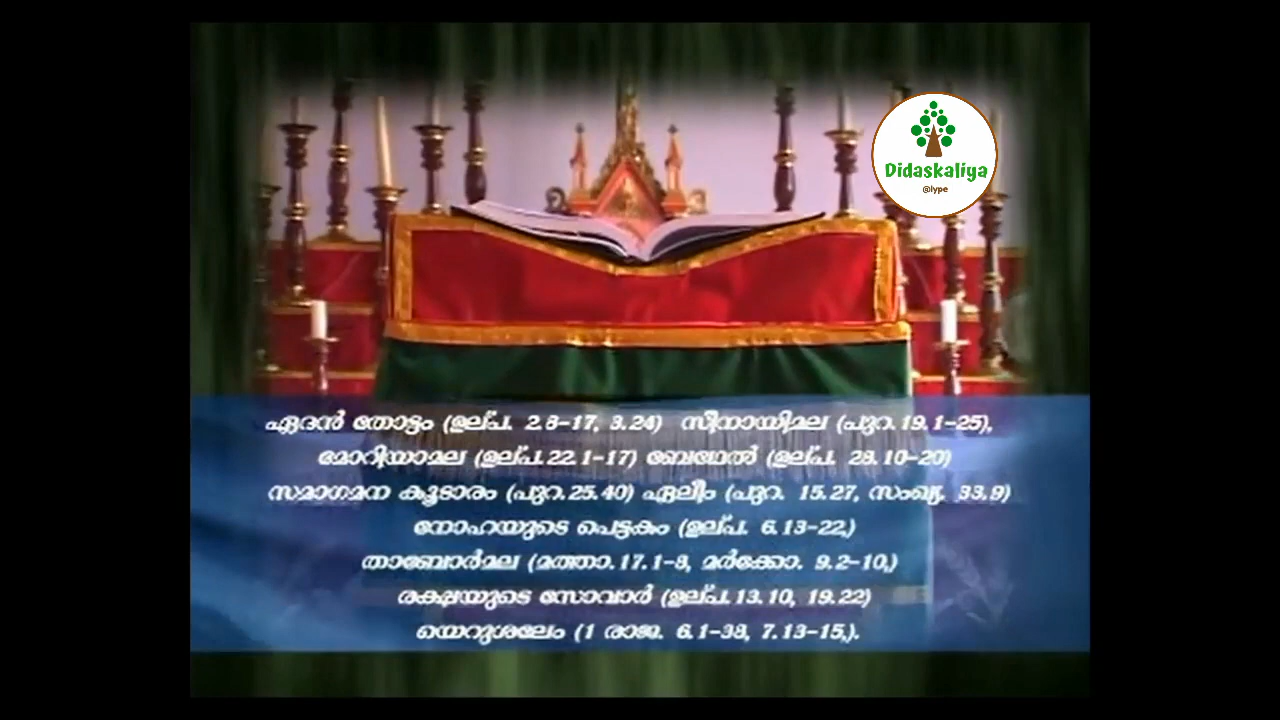 Didaskaliya
@lype
ഏദൻ തോട്ടം (ഉല്പ. 2.8-17, 3.24) സീനായിമല (പുറ.19.1-25),
മോറിയാമല (ഉല്പ.22.1-17) ബേഥേൽ (ഉല്പ. 28.10-20)
സമാഗമന കൂടാരം (പുറ.25.40) ഏലീം (പുറ. 15.27, സംഖ്യ. 33.9)
നോഹയുടെ പെട്ടകം (ഉല്പ. 6.13-22,)
താബോർമല (മത്താ.17.1-8, മർക്കോ. 9.2-10,)
രക്ഷയുടെ സോവാർ (ഉല്പ.13.10, 19.22)
യെറുശലേം (1 രാജ. 6.1-38, 7.13-15,).